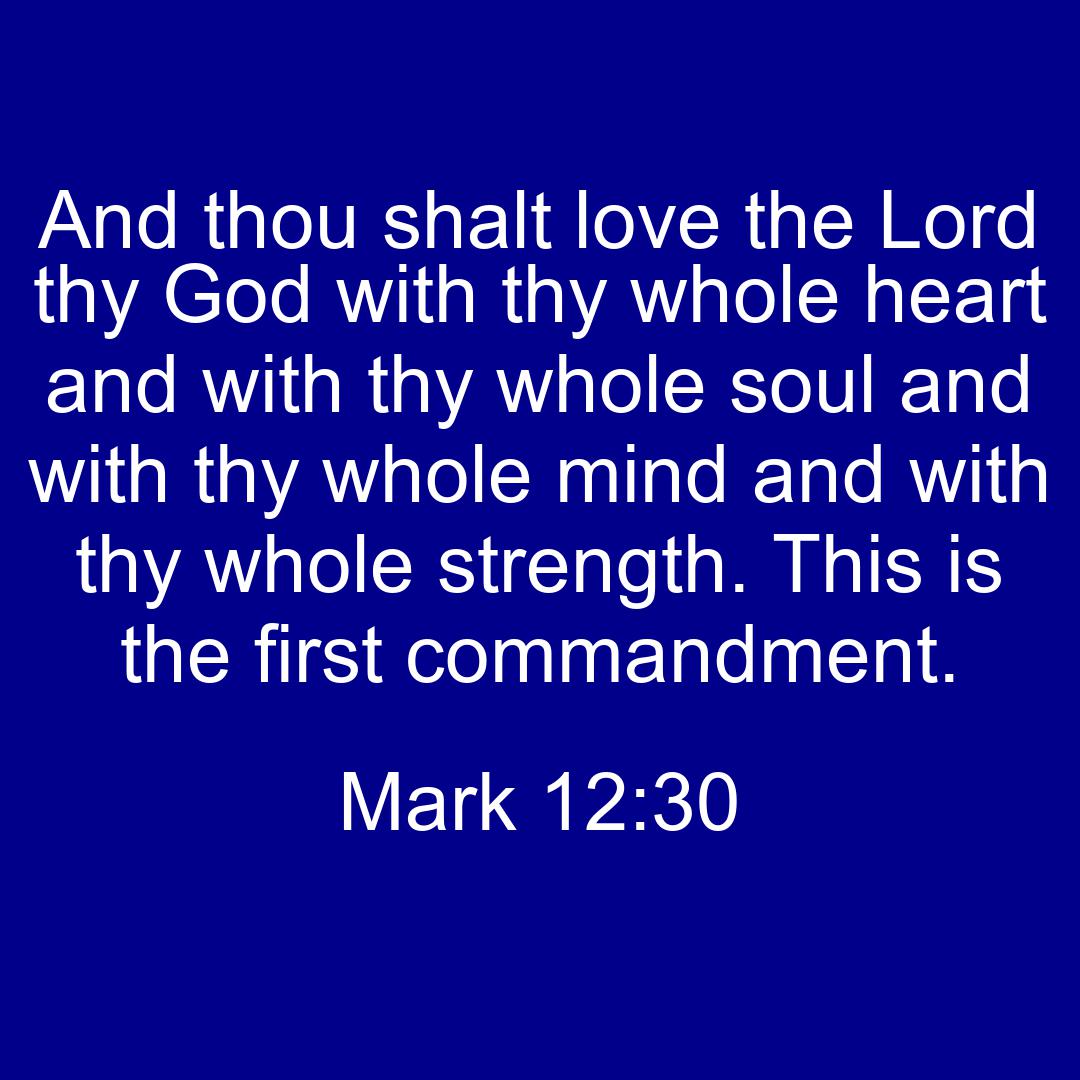 And thou shalt love the Lord
thy God with thy whole heart
and with thy whole soul and
with thy whole mind and with
thy whole strength. This is
the first commandment.
Mark 12:30